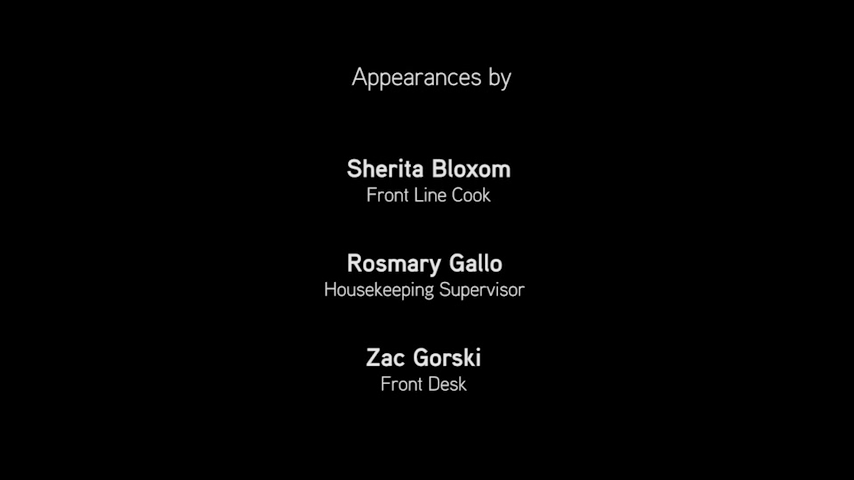 Appearances by
Sherita Bloxom
Front Line Cook
Rosmary Gallo
Housekeeping Supervisor
Zac Gorski
Front Desk